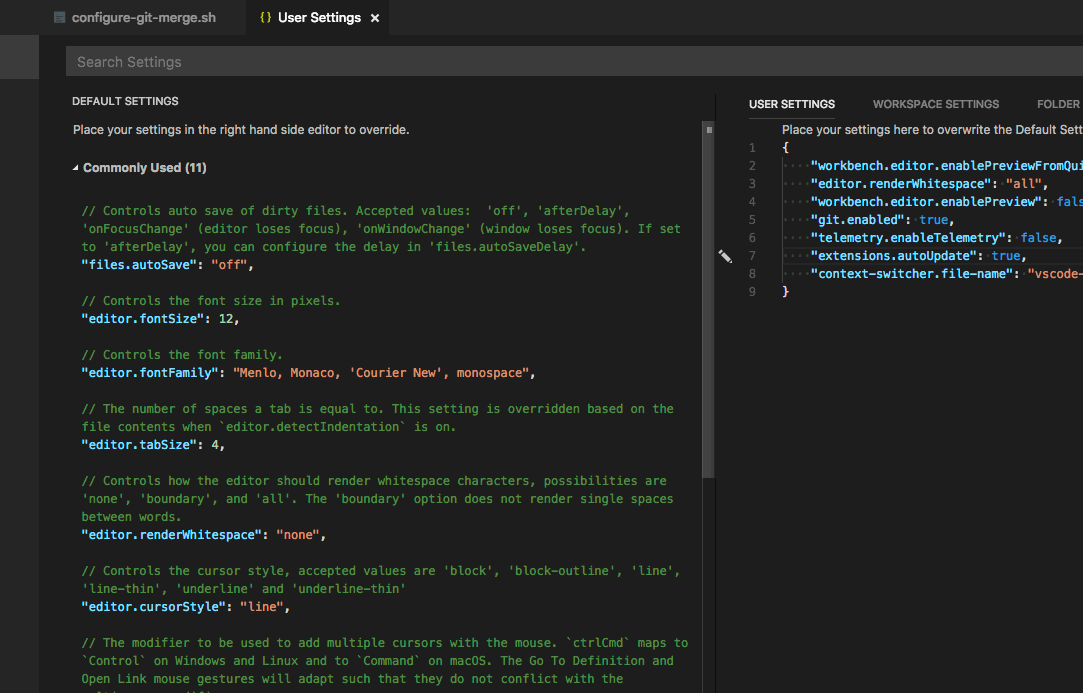 configure-git-merge.sh
{} User Settings ×
Search Settings
DEFAULT SETTINGS
Place your settings in the right hand side editor to override.
Commonly Used (11)
// Controls auto save of dirty files. Accepted values:  'off', 'afterDelay',
'onFocusChange' (editor loses focus), 'onWindowChange' (window loses focus). If set
to 'afterDelay', you can configure the delay in 'files.autoSaveDelay'.
"files.autoSave": "off",
// Controls the font size in pixels.
"editor.fontSize": 12,
// Controls the font family.
"editor.fontFamily": "Menlo, Monaco, 'Courier New', monospace",
// The number of spaces a tab is equal to. This setting is overridden based on the
file contents when `editor.detectIndentation` is on.
"editor.tabSize": 4,
// Controls how the editor should render whitespace characters, possibilities are
'none', 'boundary', and 'all'. The 'boundary' option does not render single spaces
between words.
"editor.renderWhitespace": "none",
// Controls the cursor style, accepted values are 'block', 'block-outline', 'line',
'line-thin', 'underline' and 'underline-thin'
"editor.cursorStyle": "line",
// The modifier to be used to add multiple cursors with the mouse. `ctrlCmd` maps to
`Control` on Windows and Linux and to `Command` on macOS. The Go To Definition and
Open Link mouse gestures will adapt such that they do not conflict with the
USER SETTINGS WORKSPACE SETTINGS FOLDER
Place your settings here to overwrite the Default Sett
1 {
2 ····"workbench.editor.enablePreviewFromQui
3 ····"editor.renderWhitespace":·"all",
4 ····"workbench.editor.enablePreview":·fals
5 ····"git.enabled":·true,
6 ····"telemetry.enableTelemetry":·false,
7 ····"extensions.autoUpdate":·true,
8 ····"context-switcher.file-name":·"vscode-
9 }